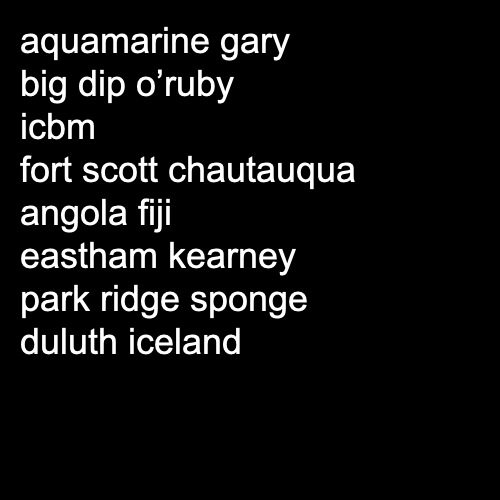 aquamarine gary
big dip o’ruby
icbm
fort scott chautauqua
angola fiji
eastham kearney
park ridge sponge
duluth iceland